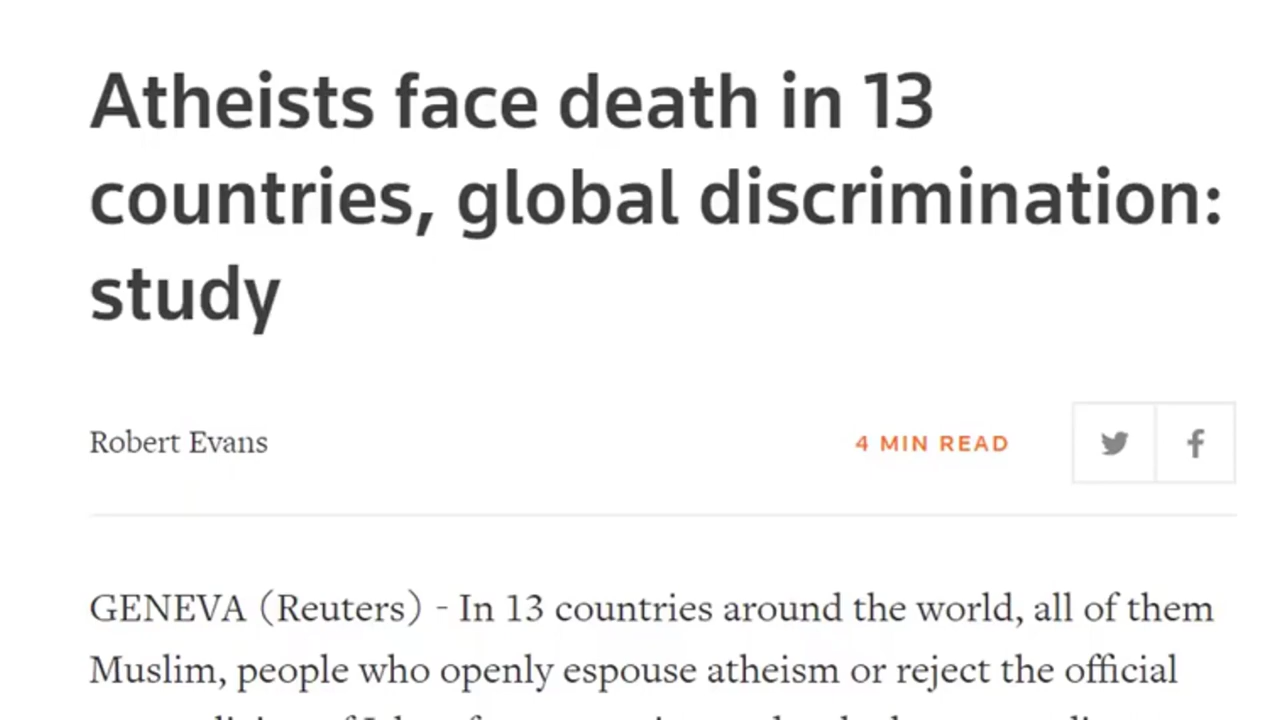 Atheists face death in 13
countries, global discrimination:
study
Robert Evans
4 MIN READ
GENEVA (Reuters) - In 13 countries around the world, all of them
Muslim, people who openly espouse atheism or reject the official